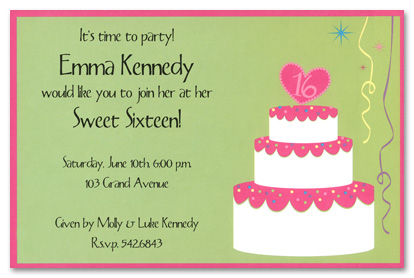 It's time to party!
Emma Kennedy
would like you to join her at her
Sweet Sixteen!
Saturday, June 10th, 6:00 p.m.
103 Grand Avenue
Given by Molly & Luke Kennedy
R.s.v.p. 542.6843
16